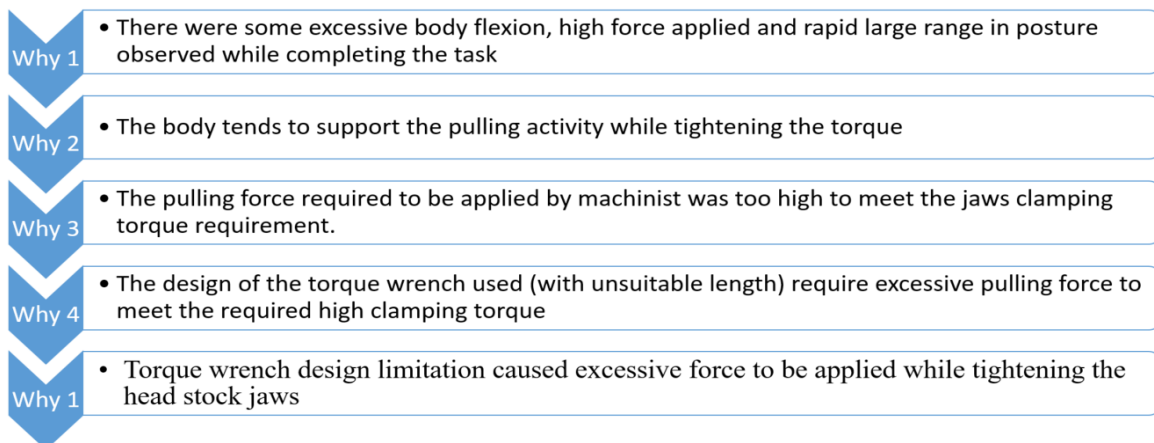 Why 1
• There were some excessive body flexion, high force applied and rapid large range in posture
observed while completing the task
Why 2
• The body tends to support the pulling activity while tightening the torque
Why 3
• The pulling force required to be applied by machinist was too high to meet the jaws clamping
torque requirement.
Why 4
• The design of the torque wrench used (with unsuitable length) require excessive pulling force to
meet the required high clamping torque
Why 1
• Torque wrench design limitation caused excessive force to be applied while tightening the
head stock jaws